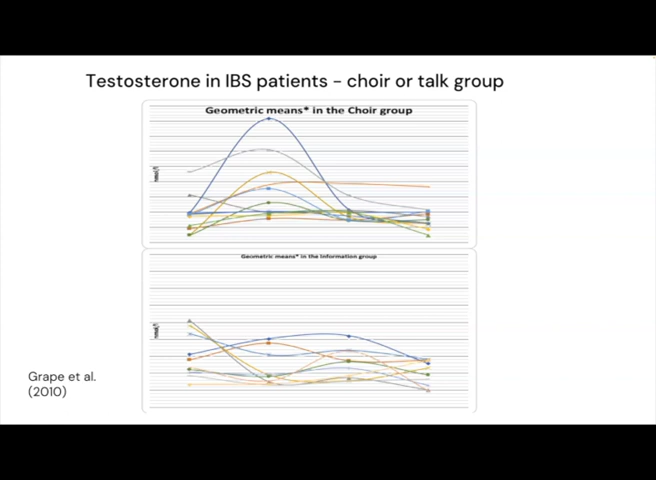 Testosterone in IBS patients - choir or talk group
Geometric means* in the Choir group
Geometric means* in the Information group
Grape et al.
(2010)